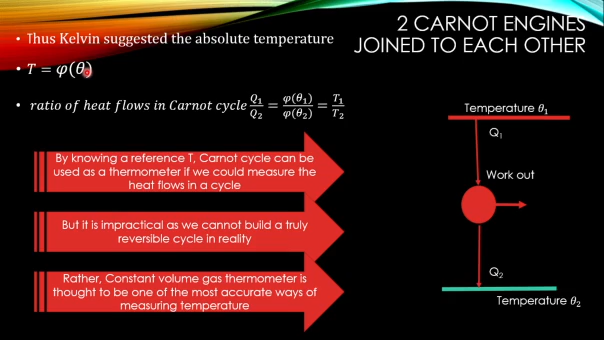 2 CARNOT ENGINES
JOINED TO EACH OTHER
• Thus Kelvin suggested the absolute temperature
• T = φ(θ)
• ratio of heat flows in Carnot cycle Q₁/Q₂ = φ(θ₁)/φ(θ₂) = T₁/T₂
By knowing a reference T, Carnot cycle can be
used as a thermometer if we could measure the
heat flows in a cycle
But it is impractical as we cannot build a truly
reversible cycle in reality
Rather, Constant volume gas thermometer is
thought to be one of the most accurate ways of
measuring temperature
Temperature θ₁
Q₁
Work out
Q₂
Temperature θ₂